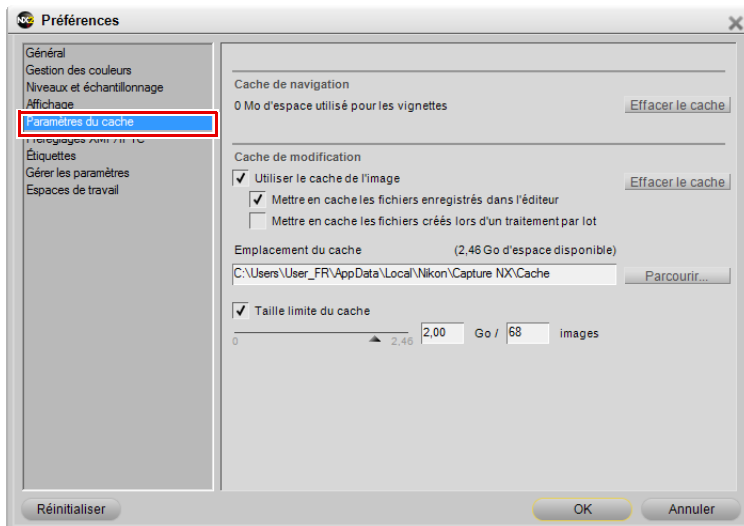 NX2 Préférences
Général
Gestion des couleurs
Niveaux et échantillonnage
Affichage
Paramètres du cache
Préréglages XMP/IPTC
Étiquettes
Gérer les paramètres
Espaces de travail
Cache de navigation
0 Mo d'espace utilisé pour les vignettes Effacer le cache
Cache de modification
Utiliser le cache de l'image Effacer le cache
Mettre en cache les fichiers enregistrés dans l'éditeur
Mettre en cache les fichiers créés lors d'un traitement par lot
Emplacement du cache (2,46 Go d'espace disponible)
C:\Users\User_FR\AppData\Local\Nikon\Capture NX\Cache Parcourir...
Taille limite du cache
0 2,46 2,00 Go / 68 images
Réinitialiser OK Annuler